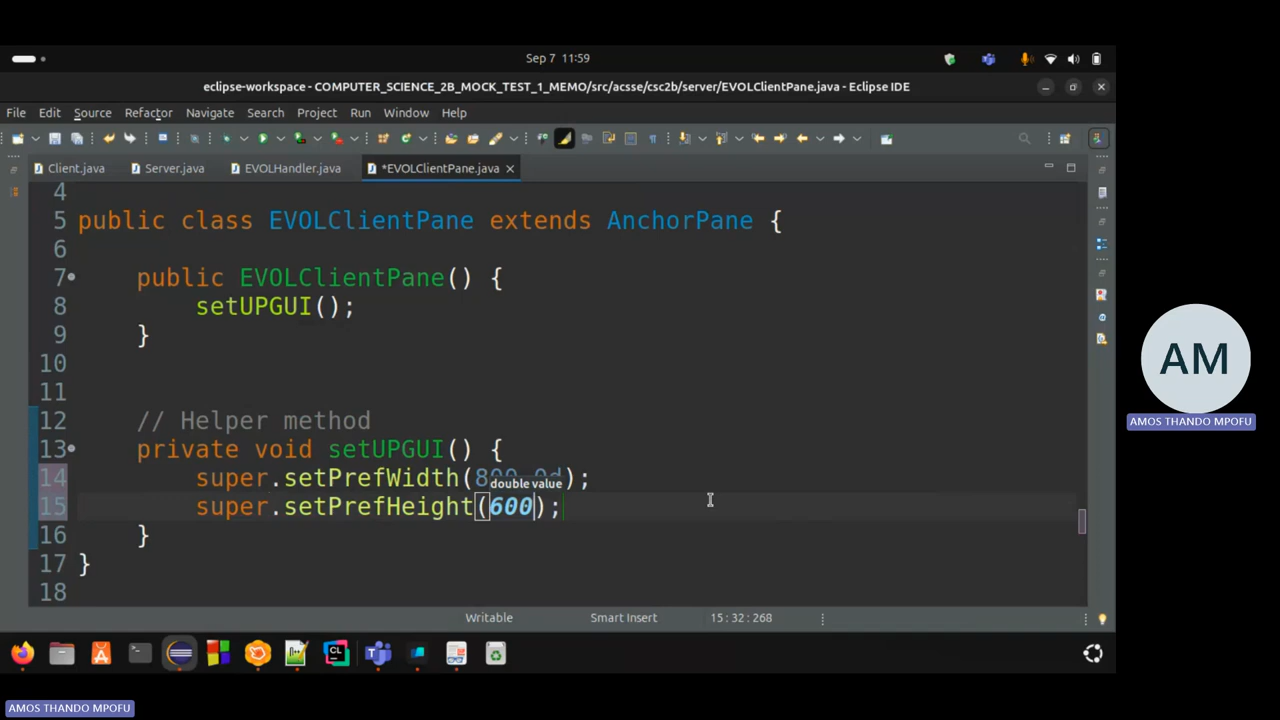 Sep 7 11:59
eclipse-workspace - COMPUTER_SCIENCE_2B_MOCK_TEST_1_MEMO/src/acsse/csc2b/server/EVOLClientPane.java - Eclipse IDE
File Edit Source Refactor Navigate Search Project Run Window Help
Client.java Server.java EVOLHandler.java *EVOLClientPane.java
4
5 public class EVOLClientPane extends AnchorPane {
6
7 public EVOLClientPane() {
8 setUPGUI();
9 }
10
11
12 // Helper method
13 private void setUPGUI() {
14 super.setPrefWidth(800.0d);
double value
15 super.setPrefHeight(600);
16 }
17 }
18
Writable Smart Insert 15:32:268
AM
AMOS THANDO MPOFU
AMOS THANDO MPOFU